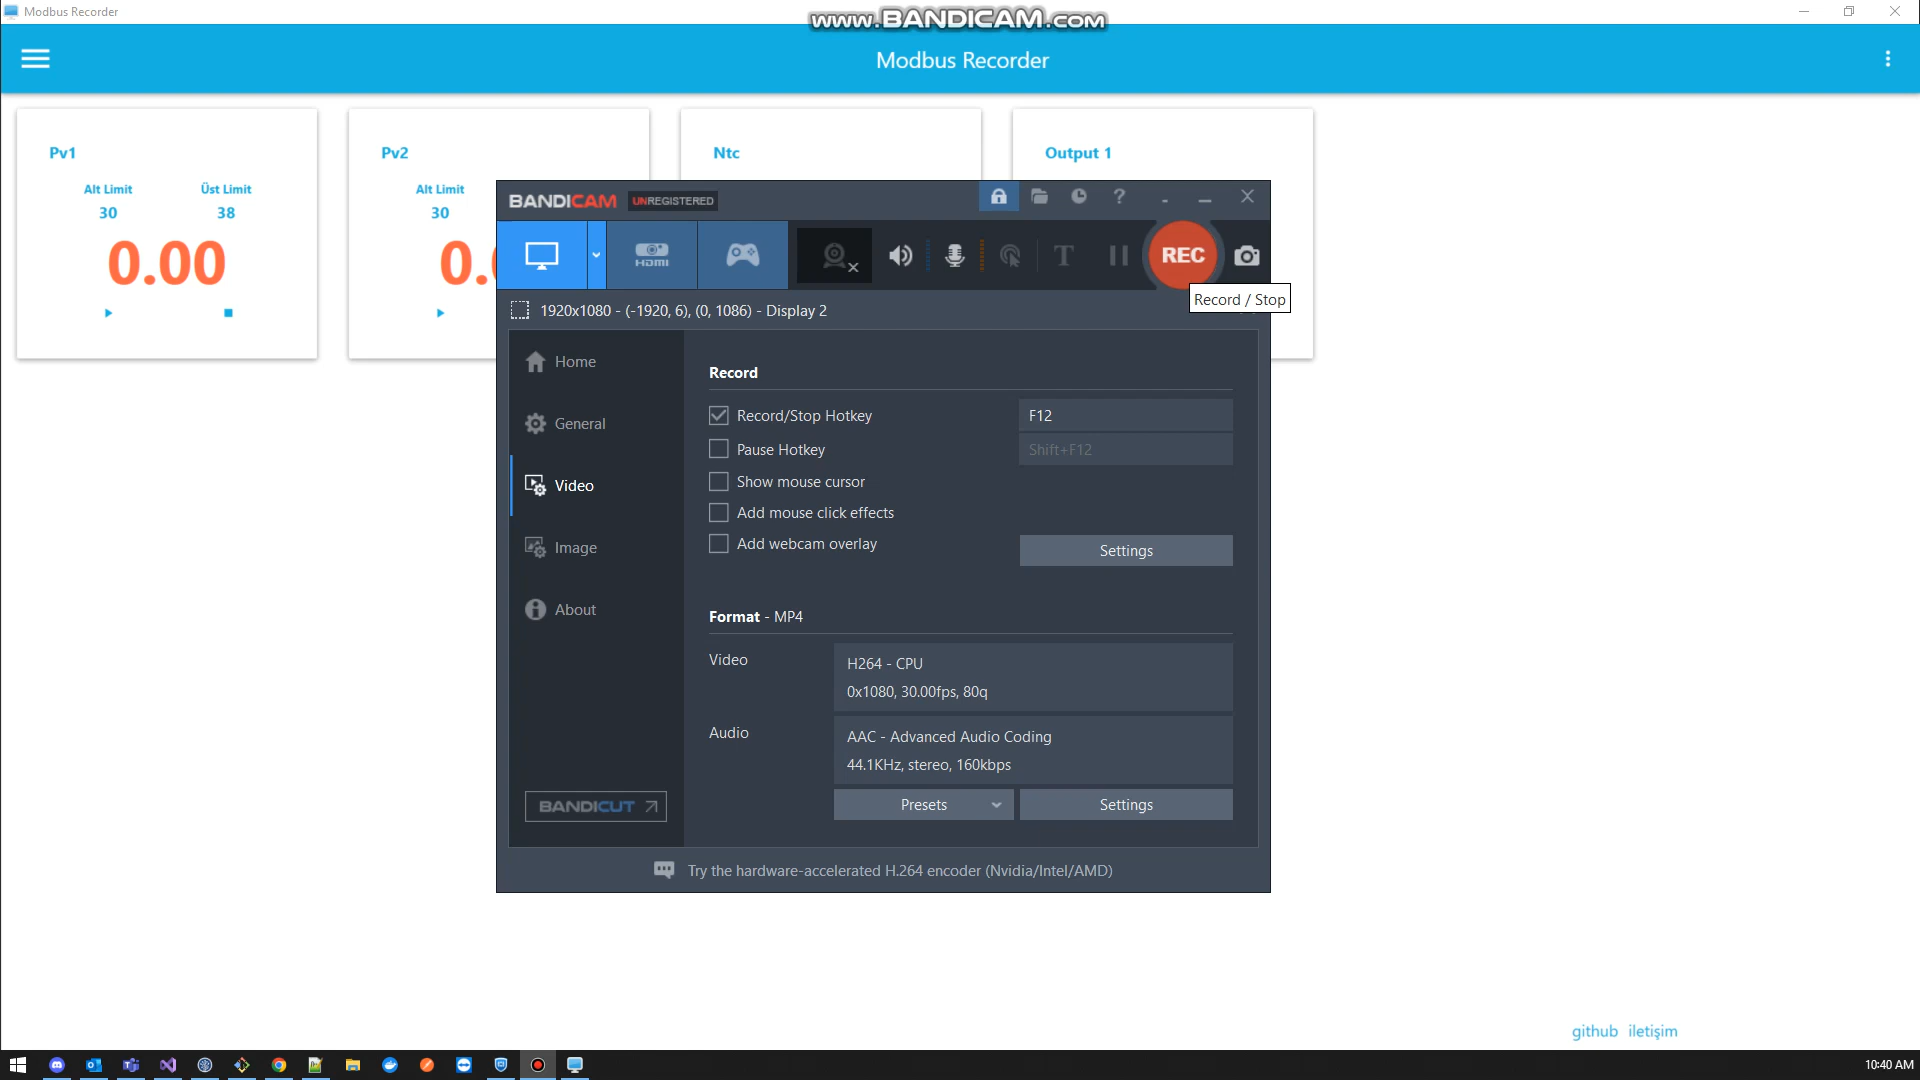 Modbus Recorder
www.BANDICAM.com
Modbus Recorder
Pv1
Alt Limit
Üst Limit
30
38
0.00
Pv2
Alt Limit
30
Ntc
Output 1
BANDICAM
UNREGISTERED
HDMI
T
REC
Record / Stop
1920x1080 - (-1920, 6), (0, 1086) - Display 2
Home
General
Video
Image
About
BANDICUT
Record
Record/Stop Hotkey
F12
Pause Hotkey
Shift+F12
Show mouse cursor
Add mouse click effects
Add webcam overlay
Settings
Format - MP4
Video
H264 - CPU
0x1080, 30.00fps, 80q
Audio
AAC - Advanced Audio Coding
44.1KHz, stereo, 160kbps
Presets
Settings
Try the hardware-accelerated H.264 encoder (Nvidia/Intel/AMD)
github iletişim
10:40 AM